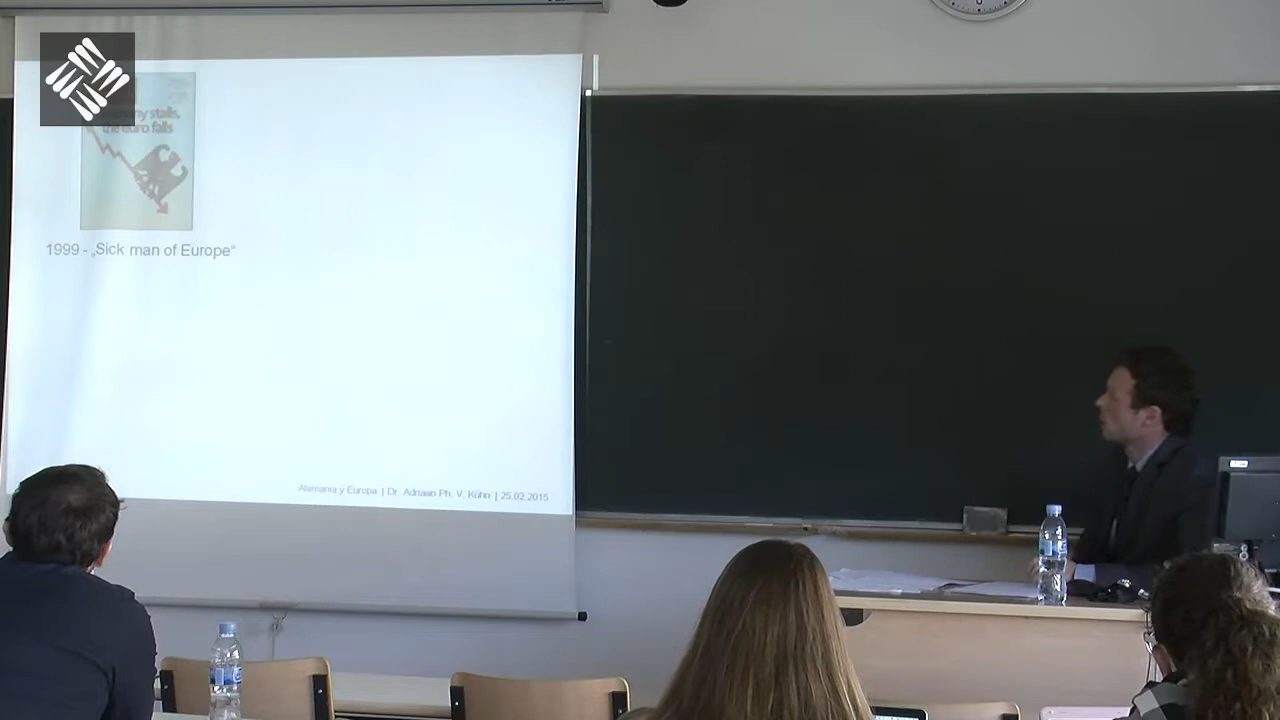 stalls,
the euro falls
1999 - „Sick man of Europe“
Alemania y Europa | Dr. Adriaan Ph. V. Kühn | 25.02.2015